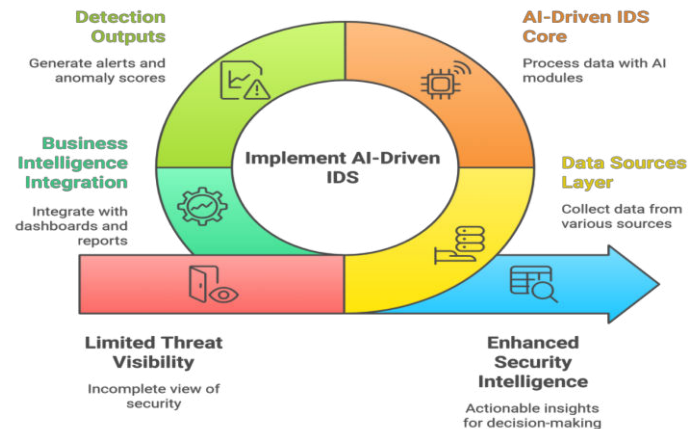 Detection
Outputs
Generate alerts and
anomaly scores
AI-Driven IDS
Core
Process data with AI
modules
Business
Intelligence
Integration
Integrate with
dashboards and
reports
Implement AI-Driven
IDS
Data Sources
Layer
Collect data from
various sources
Limited Threat
Visibility
Incomplete view of
security
Enhanced
Security
Intelligence
Actionable insights
for decision-making